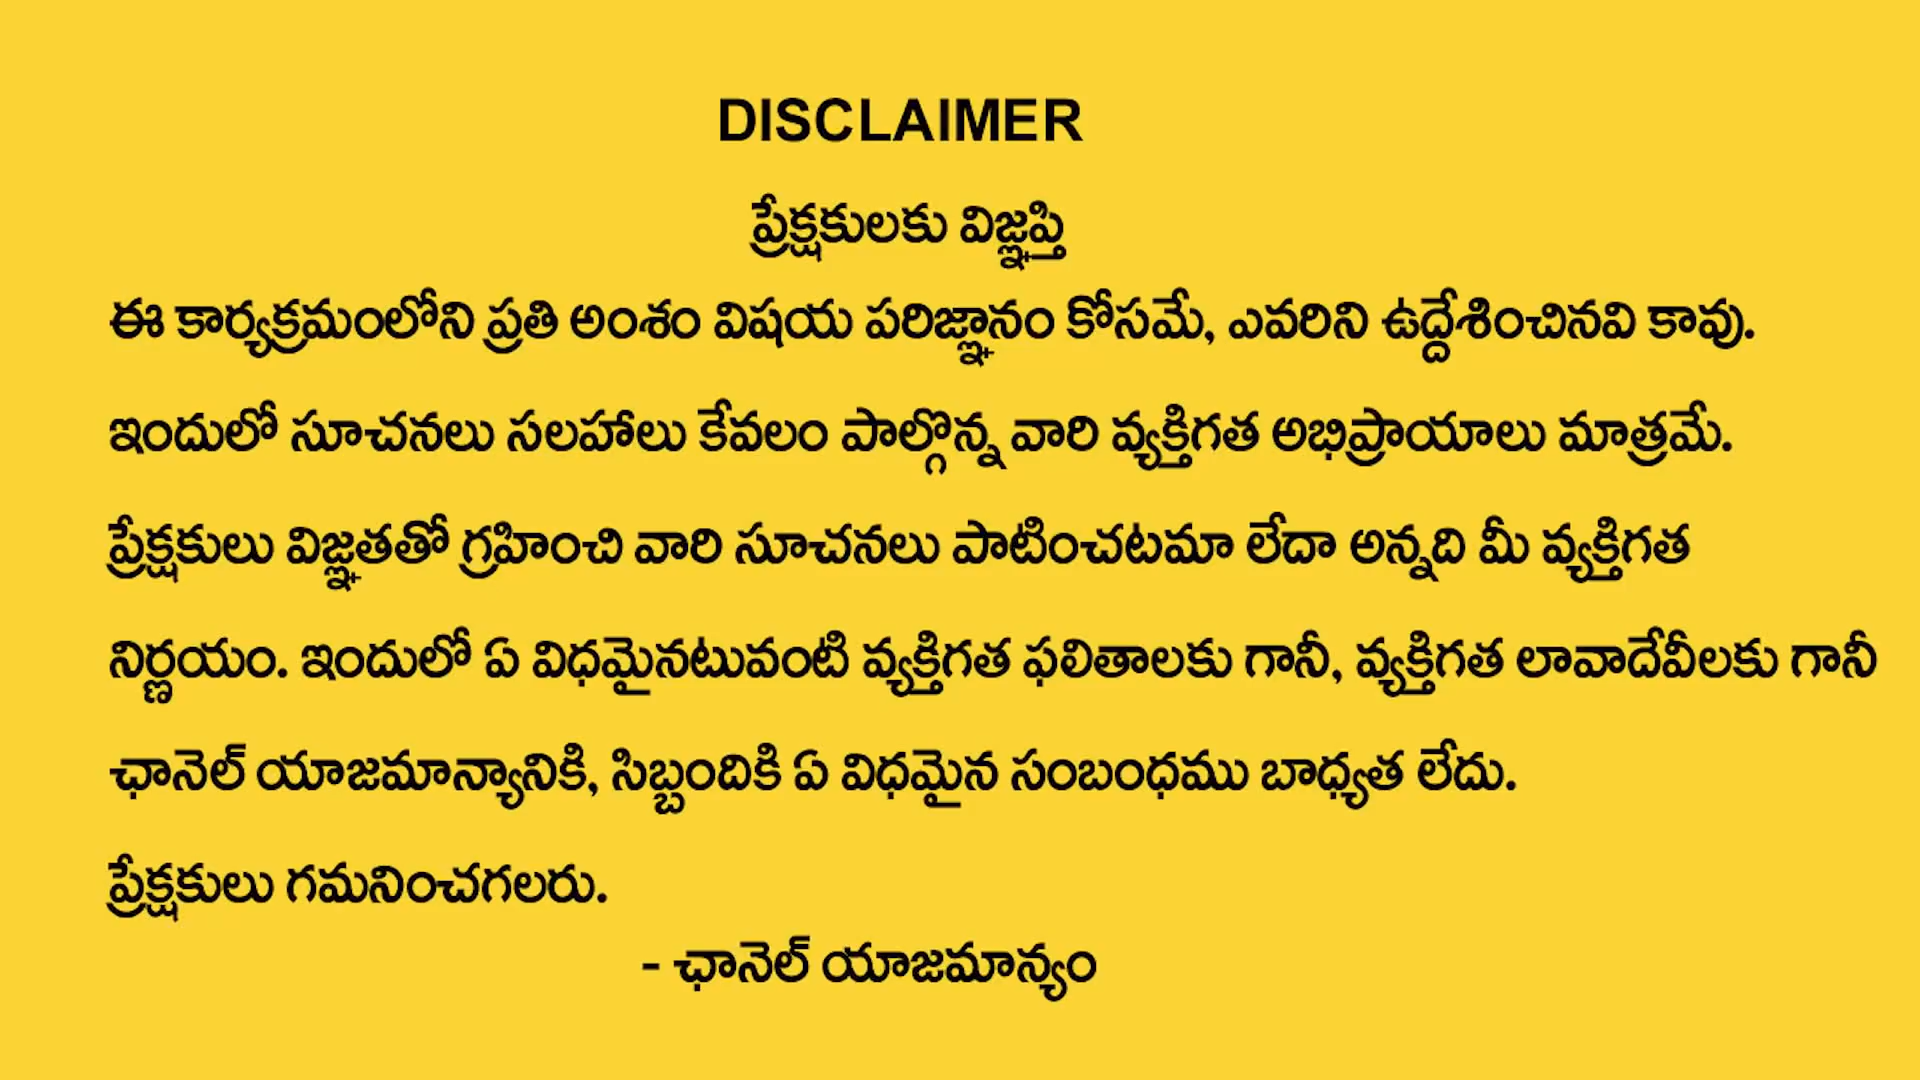 DISCLAIMER
ప్రేక్షకులకు విజ్ఞప్తి
ఈ కార్యక్రమంలోని ప్రతి అంశం విషయ పరిజ్ఞానం కోసమే, ఎవరిని ఉద్దేశించినవి కావు.
ఇందులో సూచనలు సలహాలు కేవలం పాల్గొన్న వారి వ్యక్తిగత అభిప్రాయాలు మాత్రమే.
ప్రేక్షకులు విజ్ఞతతో గ్రహించి వారి సూచనలు పాటించటమా లేదా అన్నది మీ వ్యక్తిగత
నిర్ణయం. ఇందులో ఏ విధమైనటువంటి వ్యక్తిగత ఫలితాలకు గానీ, వ్యక్తిగత లావాదేవీలకు గానీ
ఛానెల్ యాజమాన్యానికి, సిబ్బందికి ఏ విధమైన సంబంధము బాధ్యత లేదు.
ప్రేక్షకులు గమనించగలరు.
- ఛానెల్ యాజమాన్యం